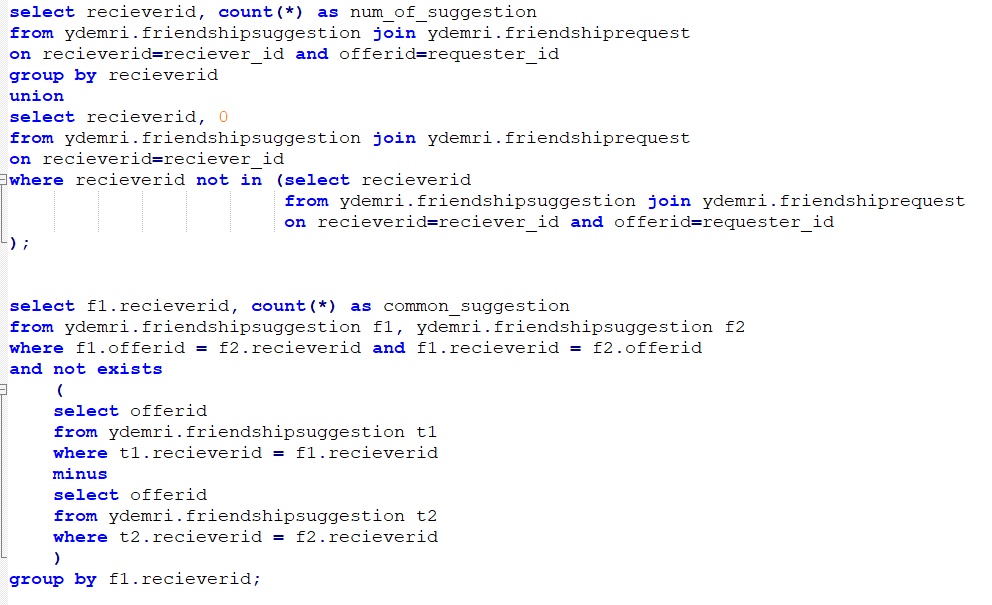 select recieverid, count(*) as num_of_suggestion
from ydemri.friendshipsuggestion join ydemri.friendshiprequest
on recieverid=reciever_id and offerid=requester_id
group by recieverid
union
select recieverid, 0
from ydemri.friendshipsuggestion join ydemri.friendshiprequest
on recieverid=reciever_id
where recieverid not in (select recieverid
from ydemri.friendshipsuggestion join ydemri.friendshiprequest
on recieverid=reciever_id and offerid=requester_id
);
select f1.recieverid, count(*) as common_suggestion
from ydemri.friendshipsuggestion f1, ydemri.friendshipsuggestion f2
where f1.offerid = f2.recieverid and f1.recieverid = f2.offerid
and not exists
(
select offerid
from ydemri.friendshipsuggestion t1
where t1.recieverid = f1.recieverid
minus
select offerid
from ydemri.friendshipsuggestion t2
where t2.recieverid = f2.recieverid
)
group by f1.recieverid;